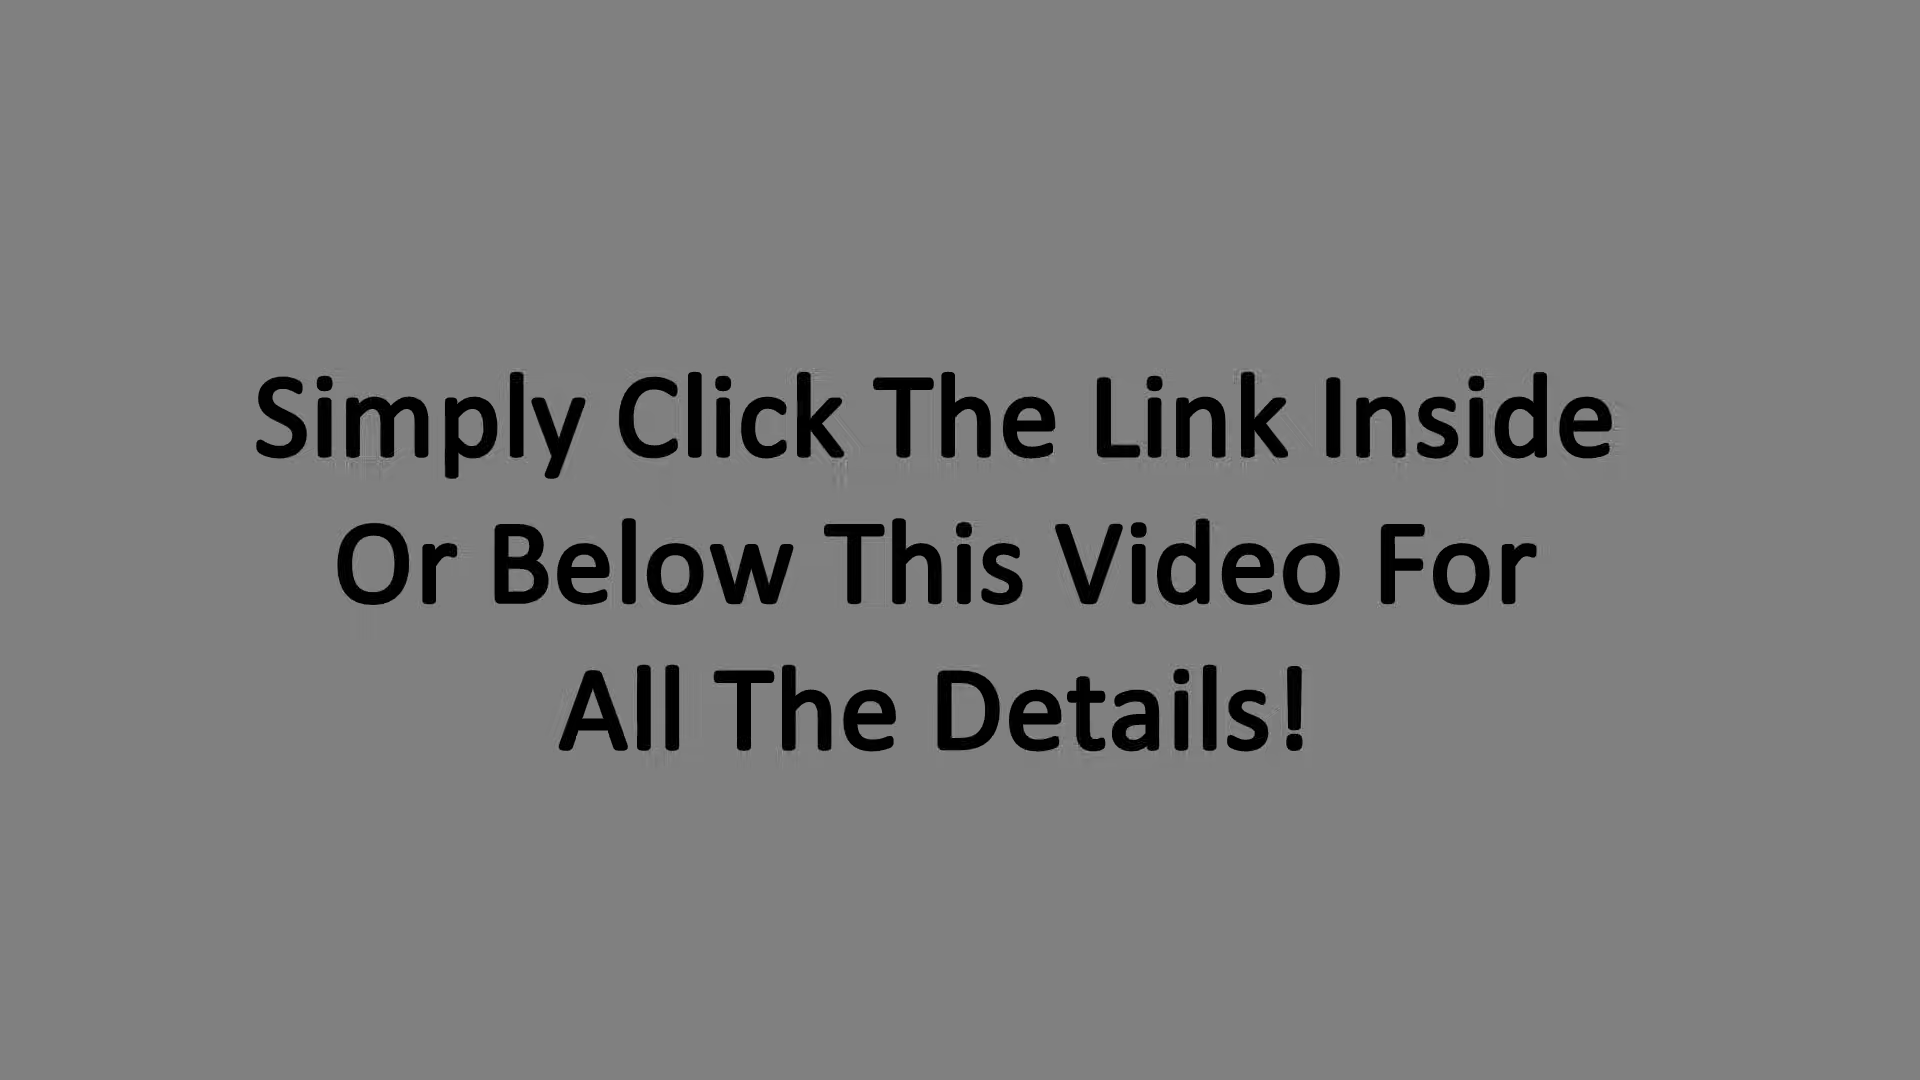 Simply Click The Link Inside
Or Below This Video For
All The Details!